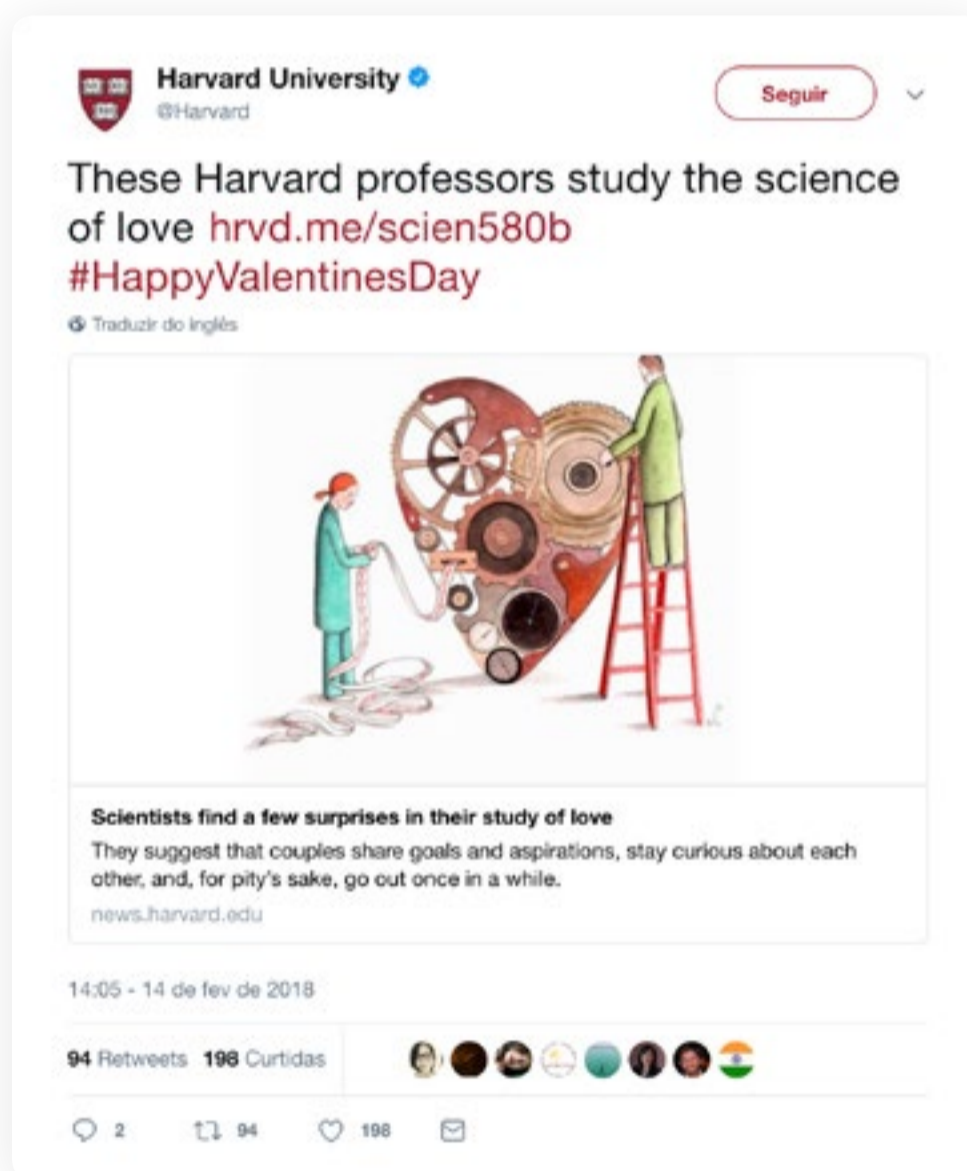 Harvard University
@Harvard
Seguir
These Harvard professors study the science
of love hrvd.me/scien580b
#HappyValentinesDay
Traduzir do inglês
Scientists find a few surprises in their study of love
They suggest that couples share goals and aspirations, stay curious about each
other, and, for pity's sake, go out once in a while.
news.harvard.edu
14:05 - 14 de fev de 2018
94 Retweets 198 Curtidas
2 94 198